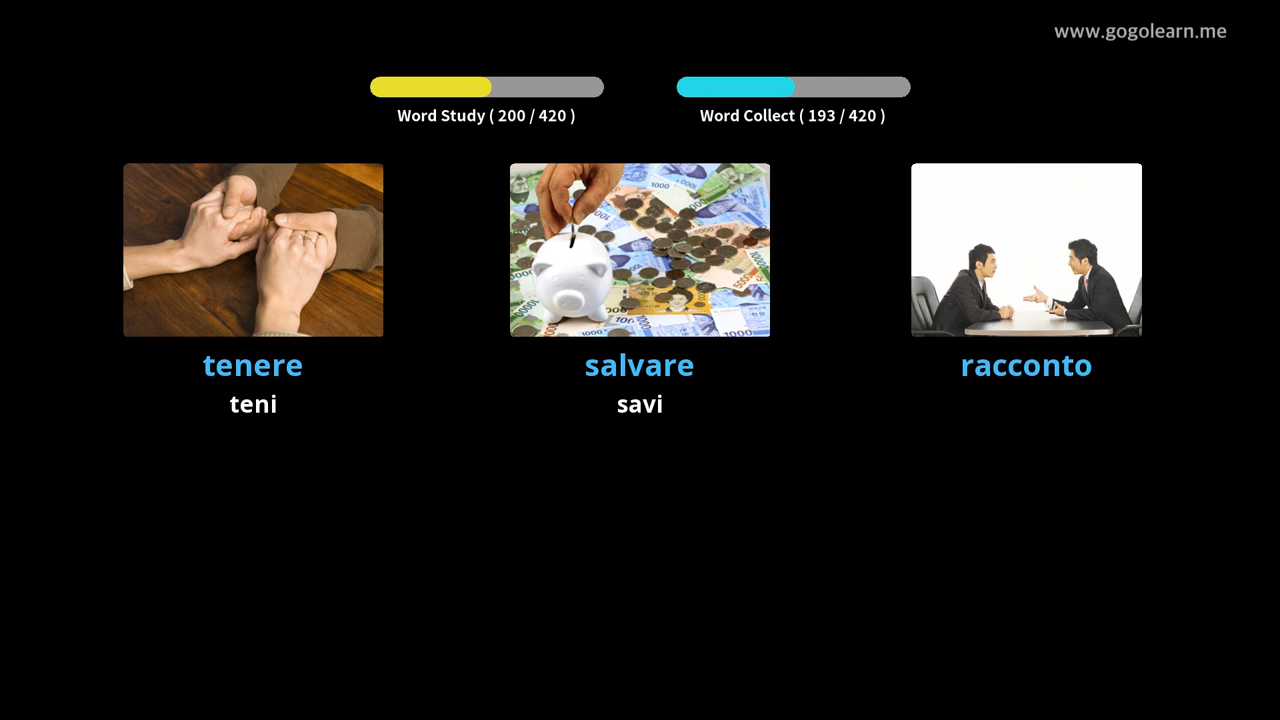 www.gogolearn.me
Word Study ( 200 / 420 )
Word Collect ( 193 / 420 )
tenere
teni
salvare
savi
racconto